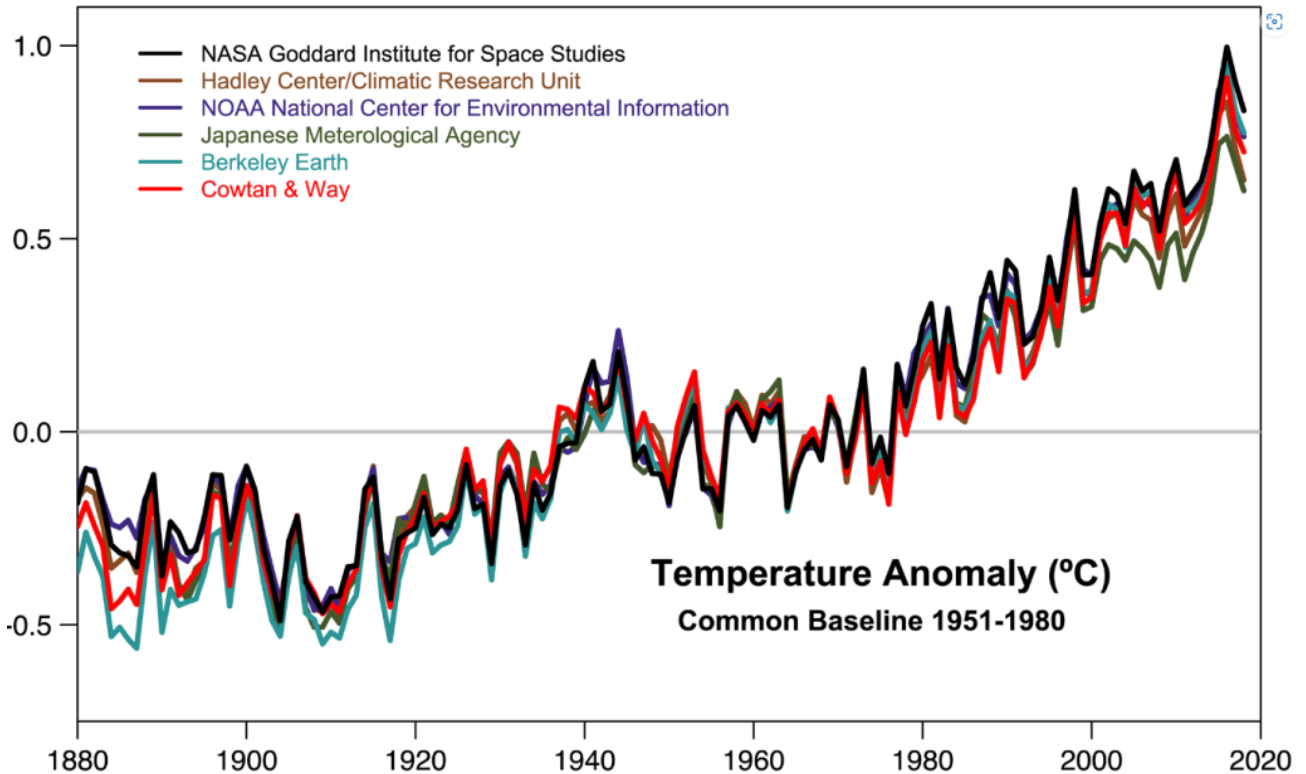 1.0
NASA Goddard Institute for Space Studies
Hadley Center/Climatic Research Unit
NOAA National Center for Environmental Information
Japanese Meterological Agency
Berkeley Earth
Cowtan & Way
0.5
0.0
Temperature Anomaly (ºC)
Common Baseline 1951-1980
-0.5
1880 1900 1920 1940 1960 1980 2000 2020